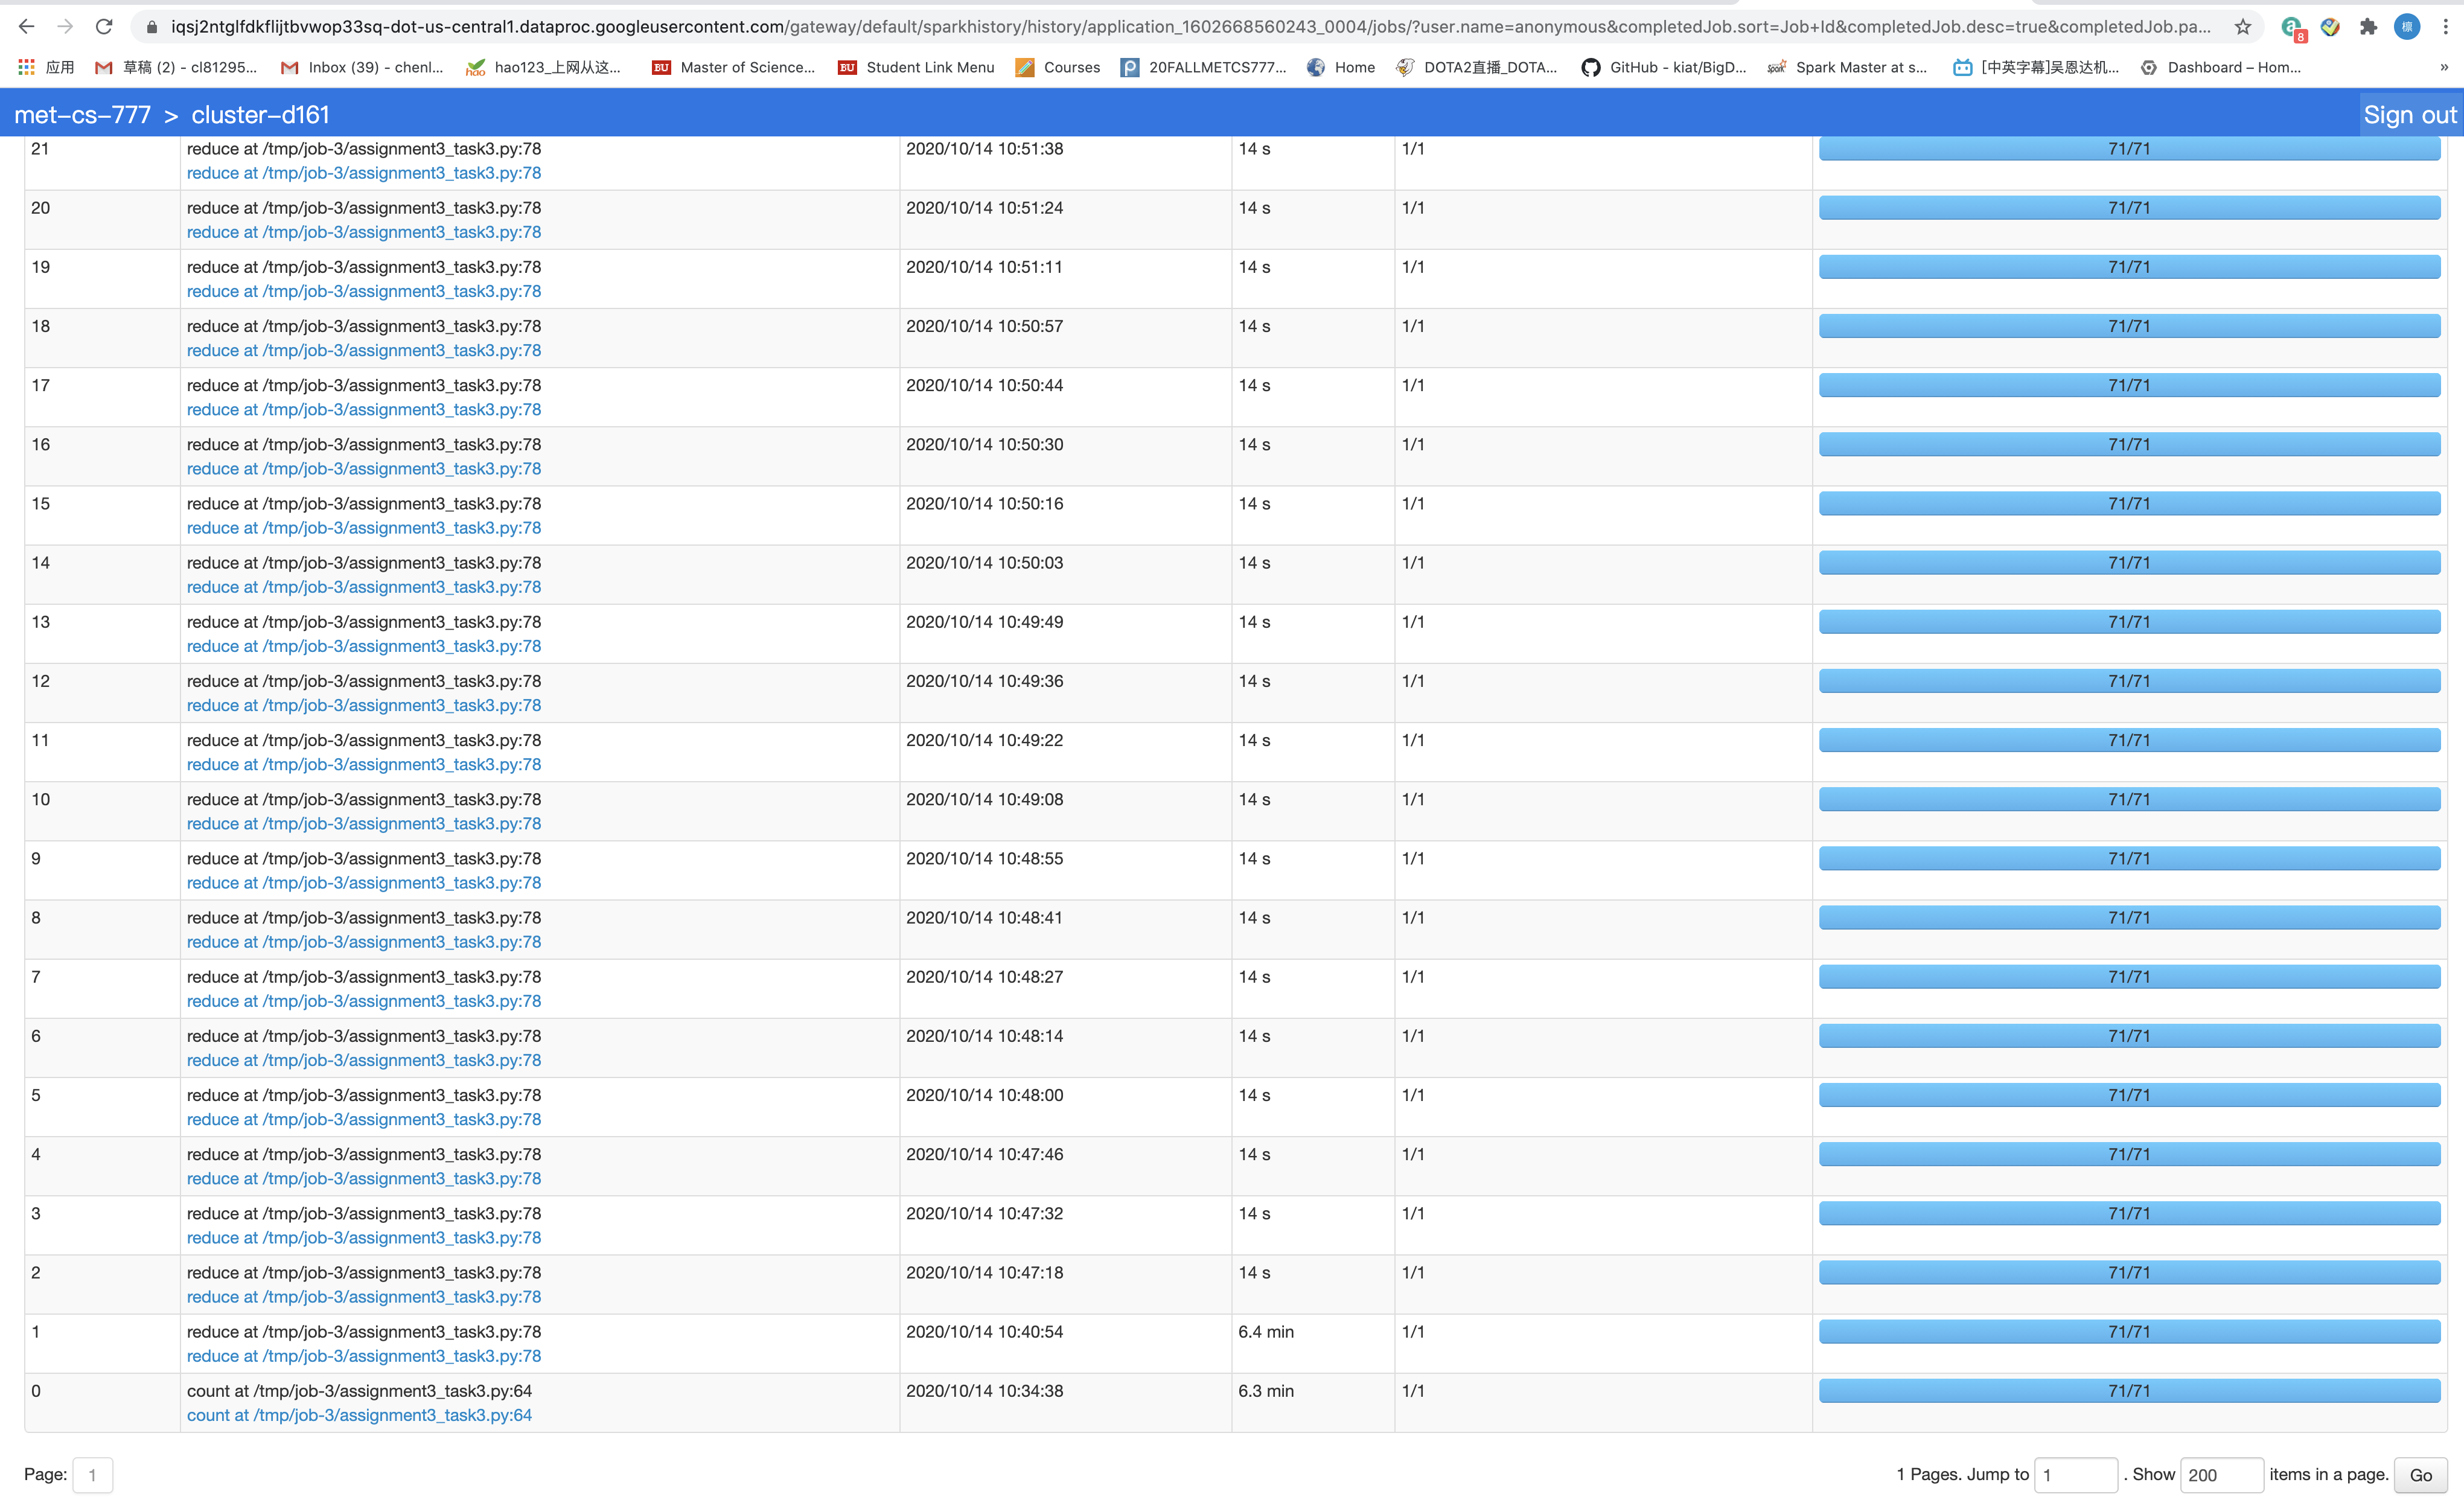 iqsj2ntglfdkflijtbvwop33sq-dot-us-central1.dataproc.googleusercontent.com/gateway/default/sparkhistory/history/application_1602668560243_0004/jobs/?user.name=anonymous&completedJob.sort=Job+Id&completedJob.desc=true&completedJob.pa...
a 8
应用 草稿 (2) - cl81295... Inbox (39) - chenl... hao123_上网从这... BU Master of Science... BU Student Link Menu Courses 20FALLMETCS777... Home DOTA2直播_DOTA... GitHub - kiat/BigD... Spark Master at s... [中英字幕]吴恩达机... Dashboard – Hom... »
met-cs-777 > cluster-d161 Sign out
21 reduce at /tmp/job-3/assignment3_task3.py:78 2020/10/14 10:51:38 14 s 1/1 71/71
reduce at /tmp/job-3/assignment3_task3.py:78
20 reduce at /tmp/job-3/assignment3_task3.py:78 2020/10/14 10:51:24 14 s 1/1 71/71
reduce at /tmp/job-3/assignment3_task3.py:78
19 reduce at /tmp/job-3/assignment3_task3.py:78 2020/10/14 10:51:11 14 s 1/1 71/71
reduce at /tmp/job-3/assignment3_task3.py:78
18 reduce at /tmp/job-3/assignment3_task3.py:78 2020/10/14 10:50:57 14 s 1/1 71/71
reduce at /tmp/job-3/assignment3_task3.py:78
17 reduce at /tmp/job-3/assignment3_task3.py:78 2020/10/14 10:50:44 14 s 1/1 71/71
reduce at /tmp/job-3/assignment3_task3.py:78
16 reduce at /tmp/job-3/assignment3_task3.py:78 2020/10/14 10:50:30 14 s 1/1 71/71
reduce at /tmp/job-3/assignment3_task3.py:78
15 reduce at /tmp/job-3/assignment3_task3.py:78 2020/10/14 10:50:16 14 s 1/1 71/71
reduce at /tmp/job-3/assignment3_task3.py:78
14 reduce at /tmp/job-3/assignment3_task3.py:78 2020/10/14 10:50:03 14 s 1/1 71/71
reduce at /tmp/job-3/assignment3_task3.py:78
13 reduce at /tmp/job-3/assignment3_task3.py:78 2020/10/14 10:49:49 14 s 1/1 71/71
reduce at /tmp/job-3/assignment3_task3.py:78
12 reduce at /tmp/job-3/assignment3_task3.py:78 2020/10/14 10:49:36 14 s 1/1 71/71
reduce at /tmp/job-3/assignment3_task3.py:78
11 reduce at /tmp/job-3/assignment3_task3.py:78 2020/10/14 10:49:22 14 s 1/1 71/71
reduce at /tmp/job-3/assignment3_task3.py:78
10 reduce at /tmp/job-3/assignment3_task3.py:78 2020/10/14 10:49:08 14 s 1/1 71/71
reduce at /tmp/job-3/assignment3_task3.py:78
9 reduce at /tmp/job-3/assignment3_task3.py:78 2020/10/14 10:48:55 14 s 1/1 71/71
reduce at /tmp/job-3/assignment3_task3.py:78
8 reduce at /tmp/job-3/assignment3_task3.py:78 2020/10/14 10:48:41 14 s 1/1 71/71
reduce at /tmp/job-3/assignment3_task3.py:78
7 reduce at /tmp/job-3/assignment3_task3.py:78 2020/10/14 10:48:27 14 s 1/1 71/71
reduce at /tmp/job-3/assignment3_task3.py:78
6 reduce at /tmp/job-3/assignment3_task3.py:78 2020/10/14 10:48:14 14 s 1/1 71/71
reduce at /tmp/job-3/assignment3_task3.py:78
5 reduce at /tmp/job-3/assignment3_task3.py:78 2020/10/14 10:48:00 14 s 1/1 71/71
reduce at /tmp/job-3/assignment3_task3.py:78
4 reduce at /tmp/job-3/assignment3_task3.py:78 2020/10/14 10:47:46 14 s 1/1 71/71
reduce at /tmp/job-3/assignment3_task3.py:78
3 reduce at /tmp/job-3/assignment3_task3.py:78 2020/10/14 10:47:32 14 s 1/1 71/71
reduce at /tmp/job-3/assignment3_task3.py:78
2 reduce at /tmp/job-3/assignment3_task3.py:78 2020/10/14 10:47:18 14 s 1/1 71/71
reduce at /tmp/job-3/assignment3_task3.py:78
1 reduce at /tmp/job-3/assignment3_task3.py:78 2020/10/14 10:40:54 6.4 min 1/1 71/71
reduce at /tmp/job-3/assignment3_task3.py:78
0 count at /tmp/job-3/assignment3_task3.py:64 2020/10/14 10:34:38 6.3 min 1/1 71/71
count at /tmp/job-3/assignment3_task3.py:64
Page: 1 1 Pages. Jump to 1 . Show 200 items in a page. Go